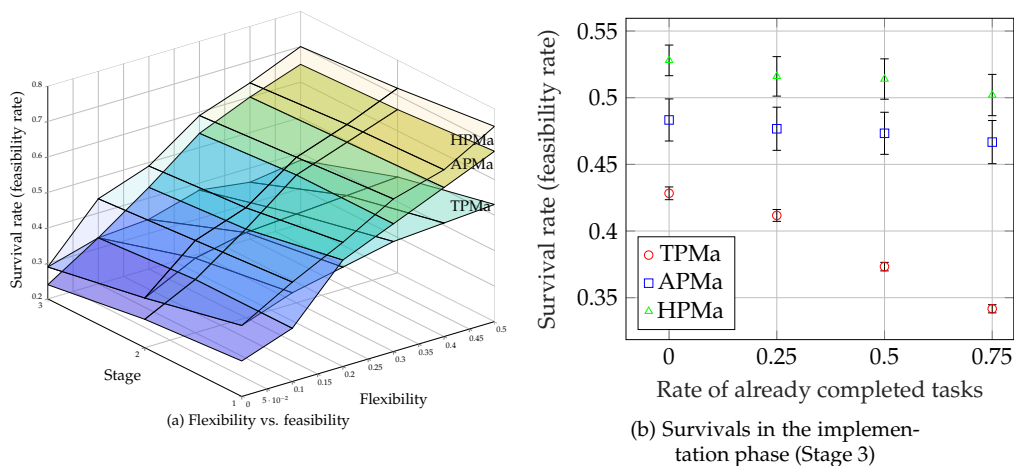 0.8
0.7
0.6
0.5
0.4
0.3
0.2
Survival rate (feasibility rate)
3
2
1
Stage
0
5 · 10⁻²
0.1
0.15
0.2
0.25
0.3
0.35
0.4
0.45
0.5
Flexibility
HPMa
APMa
TPMa
(a) Flexibility vs. feasibility
0.55
0.5
0.45
0.4
0.35
Survival rate (feasibility rate)
TPMa
APMa
HPMa
0 0.25 0.5 0.75
Rate of already completed tasks
(b) Survivals in the implemen-
tation phase (Stage 3)